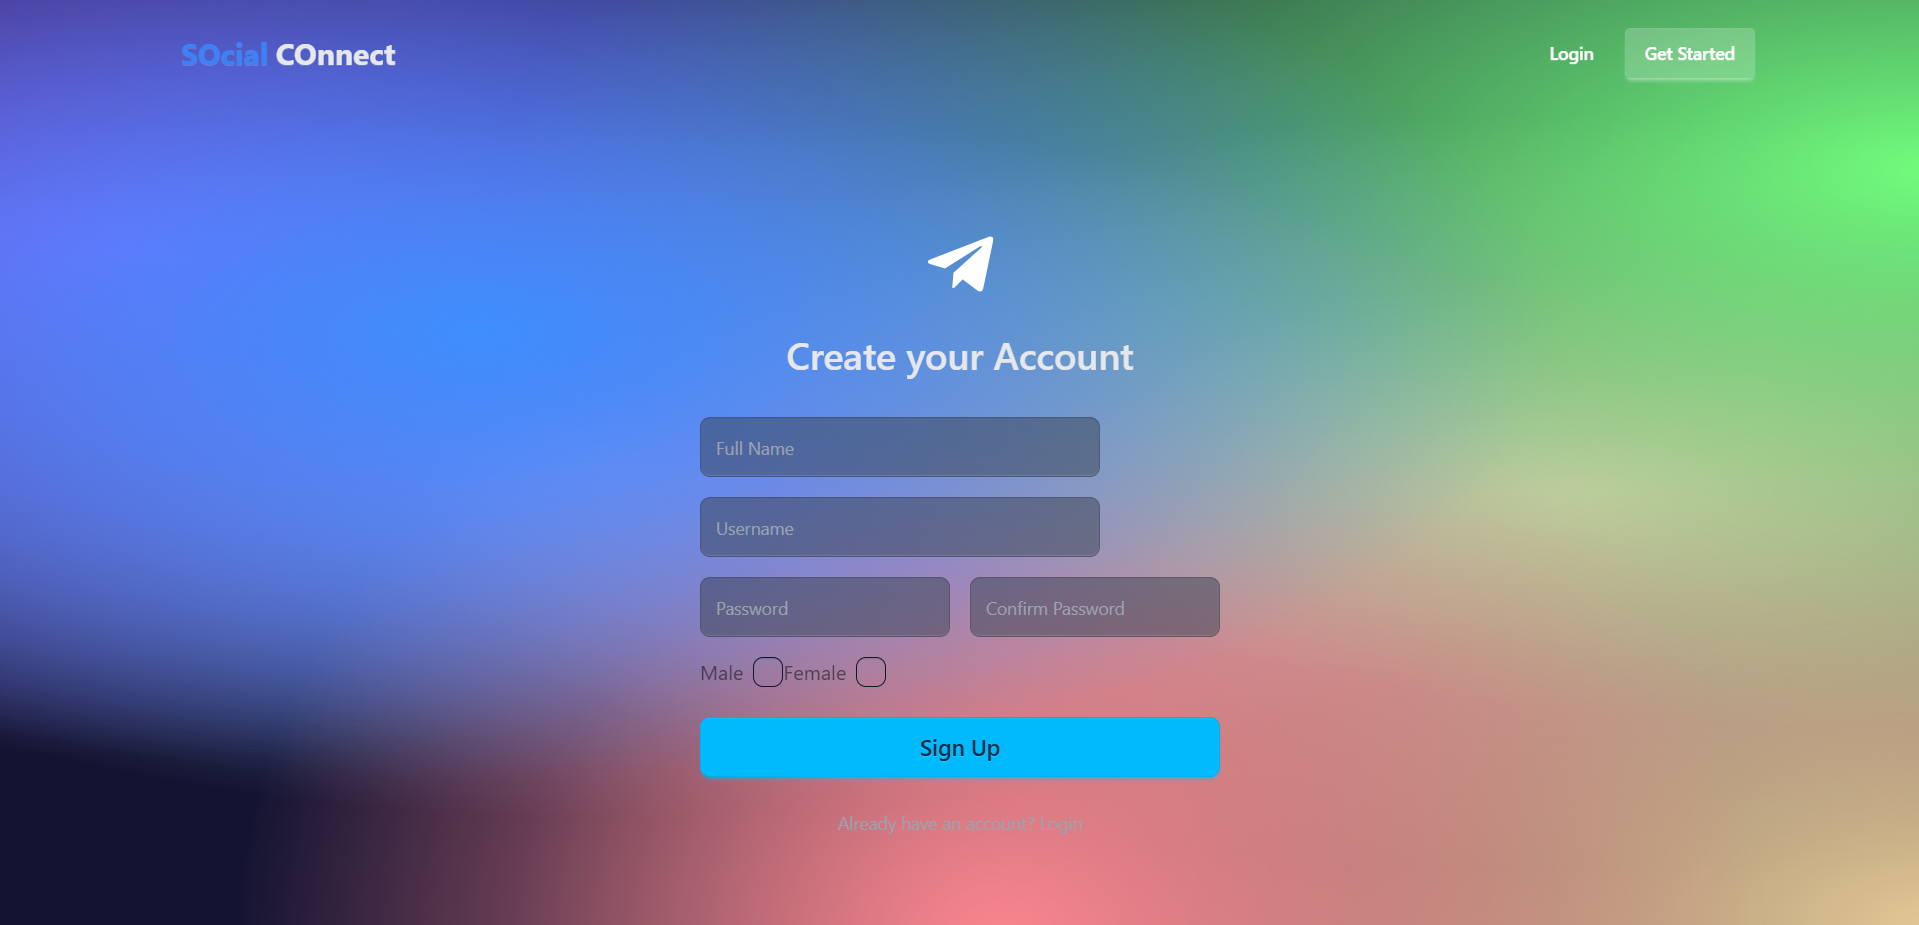 SOcial COnnect
Login
Get Started
Create your Account
Full Name
Username
Password
Confirm Password
Male Female
Sign Up
Already have an account? Login